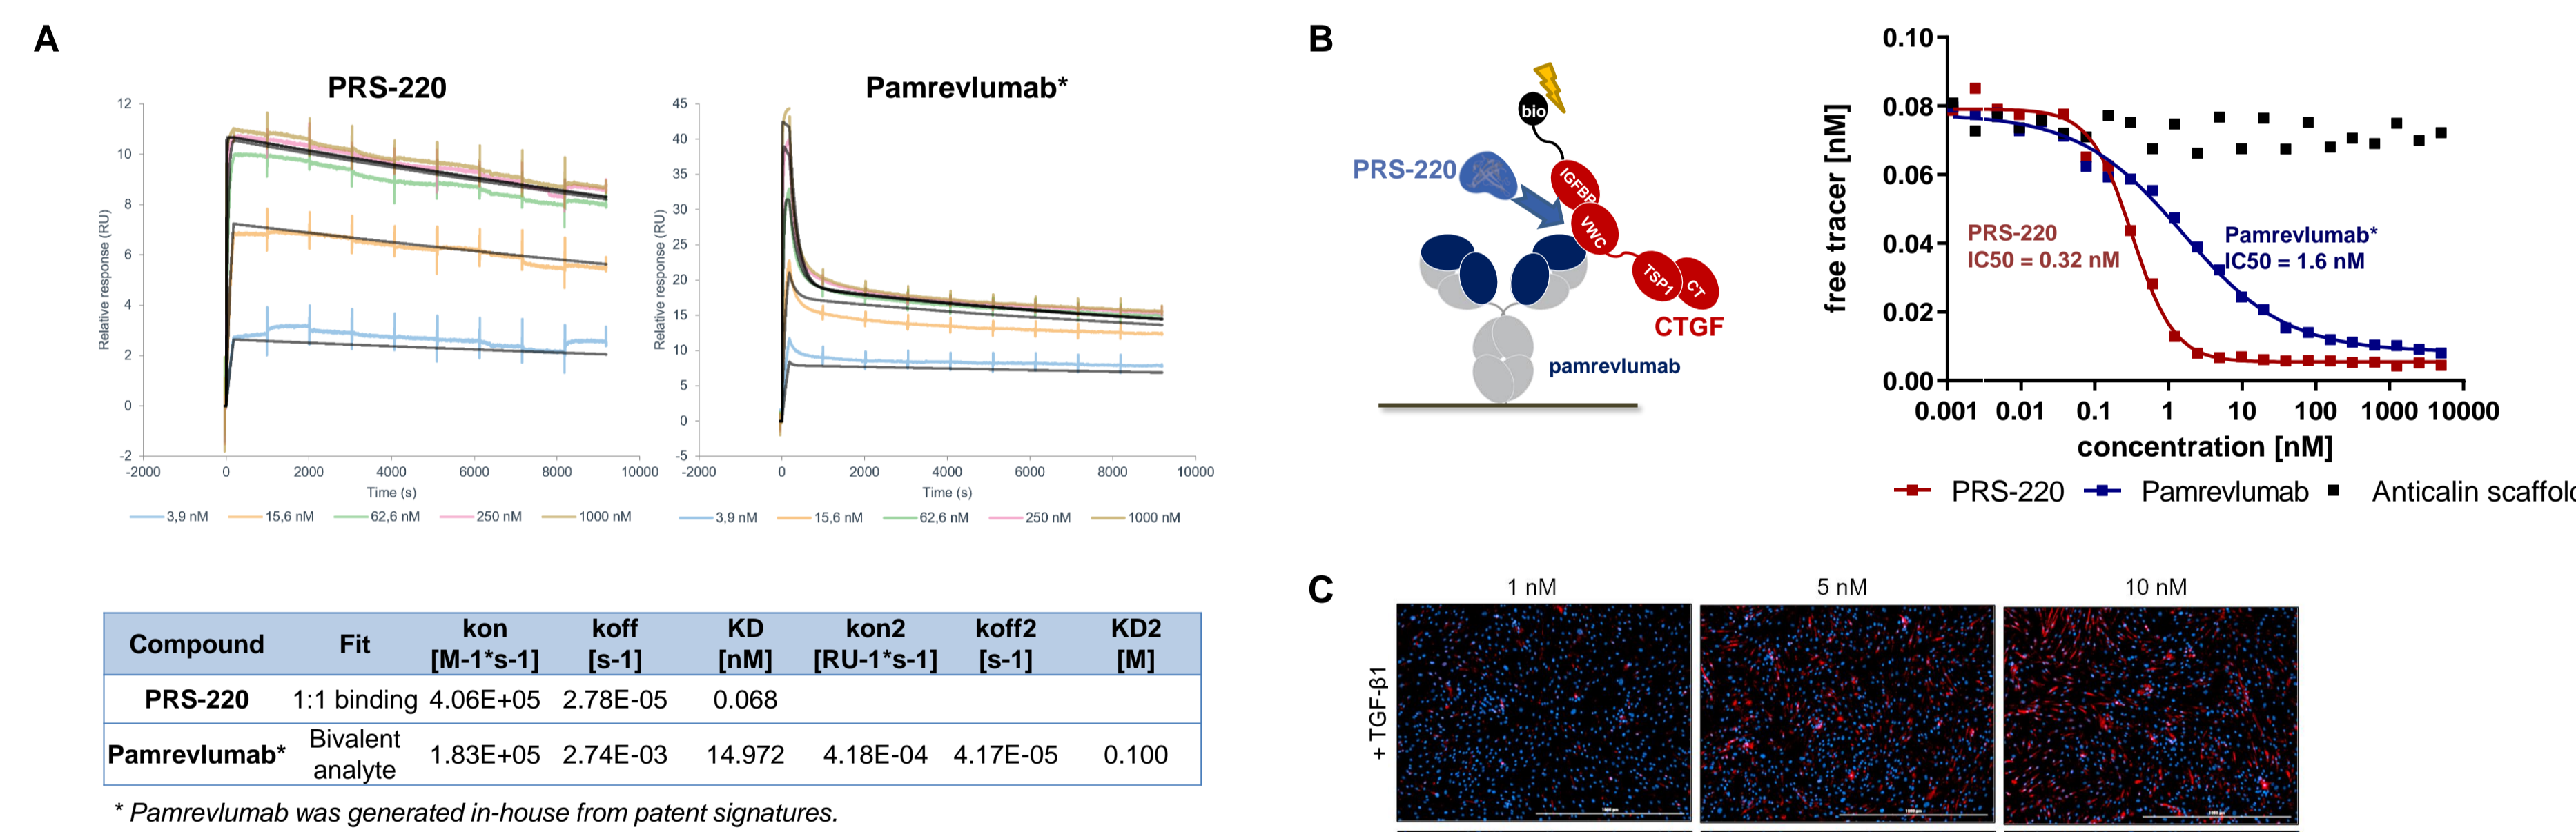 A
PRS-220
12
10
8
6
4
2
0
-2
Relative response (RU)
-2000 0 2000 4000 6000 8000 10000
Time (s)
3,9 nM 15,6 nM 62,6 nM 250 nM 1000 nM
Pamrevlumab*
45
40
35
30
25
20
15
10
5
0
-5
Relative response (RU)
-2000 0 2000 4000 6000 8000 10000
Time (s)
3,9 nM 15,6 nM 62,6 nM 250 nM 1000 nM
Compound Fit kon [M-1*s-1] koff [s-1] KD [nM] kon2 [RU-1*s-1] koff2 [s-1] KD2 [M]
PRS-220 1:1 binding 4.06E+05 2.78E-05 0.068
Pamrevlumab* Bivalent analyte 1.83E+05 2.74E-03 14.972 4.18E-04 4.17E-05 0.100
* Pamrevlumab was generated in-house from patent signatures.
B
bio
PRS-220
IGFBP
VWC
TSP1
CT
CTGF
pamrevlumab
0.10
0.08
0.06
0.04
0.02
0.00
free tracer [nM]
PRS-220
IC50 = 0.32 nM
Pamrevlumab*
IC50 = 1.6 nM
0.001 0.01 0.1 1 10 100 1000 10000
concentration [nM]
PRS-220 Pamrevlumab Anticalin scaffold
C
1 nM 5 nM 10 nM
+ TGF-β1